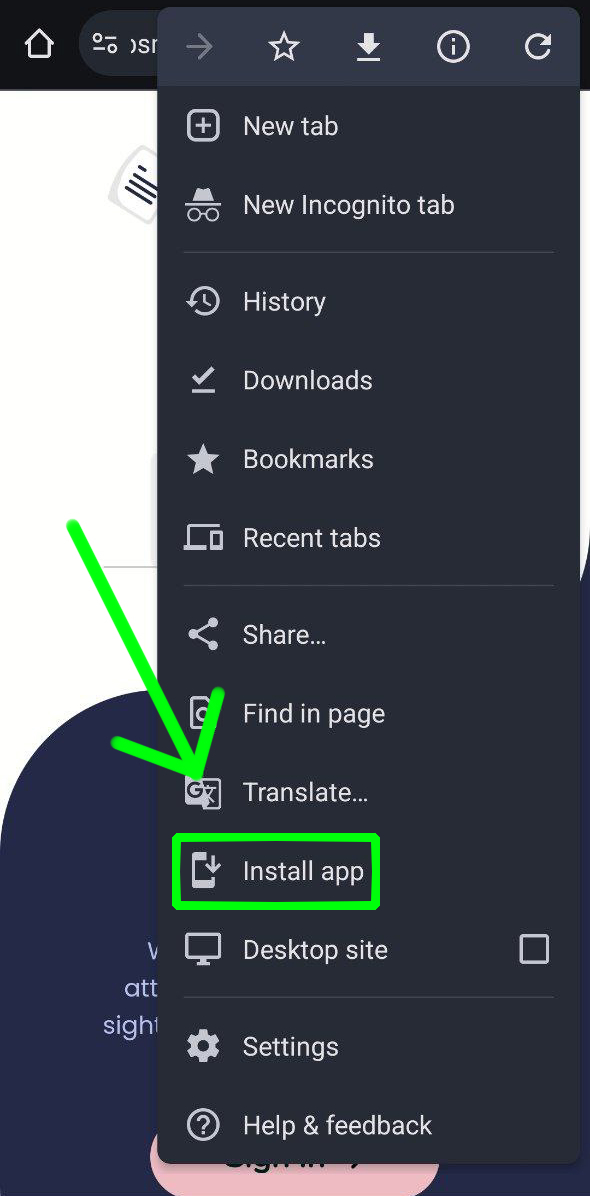 New tab
New Incognito tab
History
Downloads
Bookmarks
Recent tabs
Share...
Find in page
Translate...
Install app
Desktop site
Settings
Help & feedback